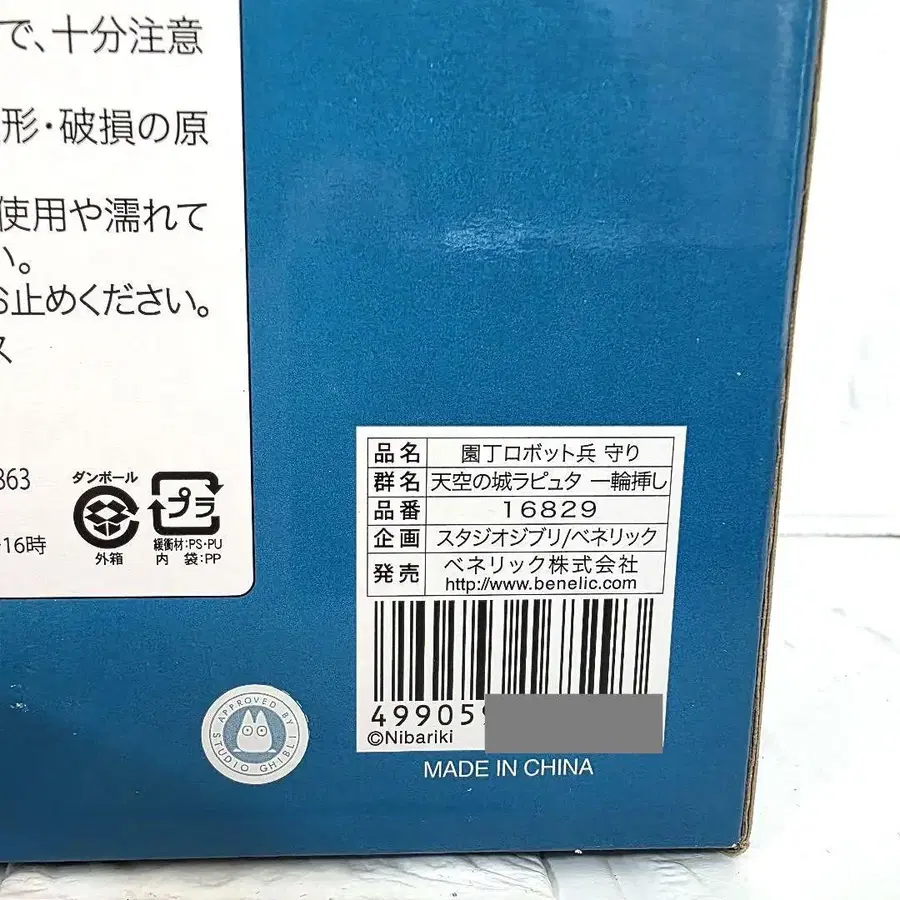 で、十分注意
形・破損の原
使用や濡れて
い。
お止めください。
ス
863
16時
ダンボール
外箱
プラ
緩衝材:PS・PU
内 袋:PP
品名 園丁ロボット兵 守り
群名 天空の城ラピュタ 一輪挿し
品番 16829
企画 スタジオジブリ/ベネリック
発売 ベネリック株式会社
http://www.benelic.com
499059
©Nibariki
MADE IN CHINA
APPROVED BY
STUDIO GHIBLI